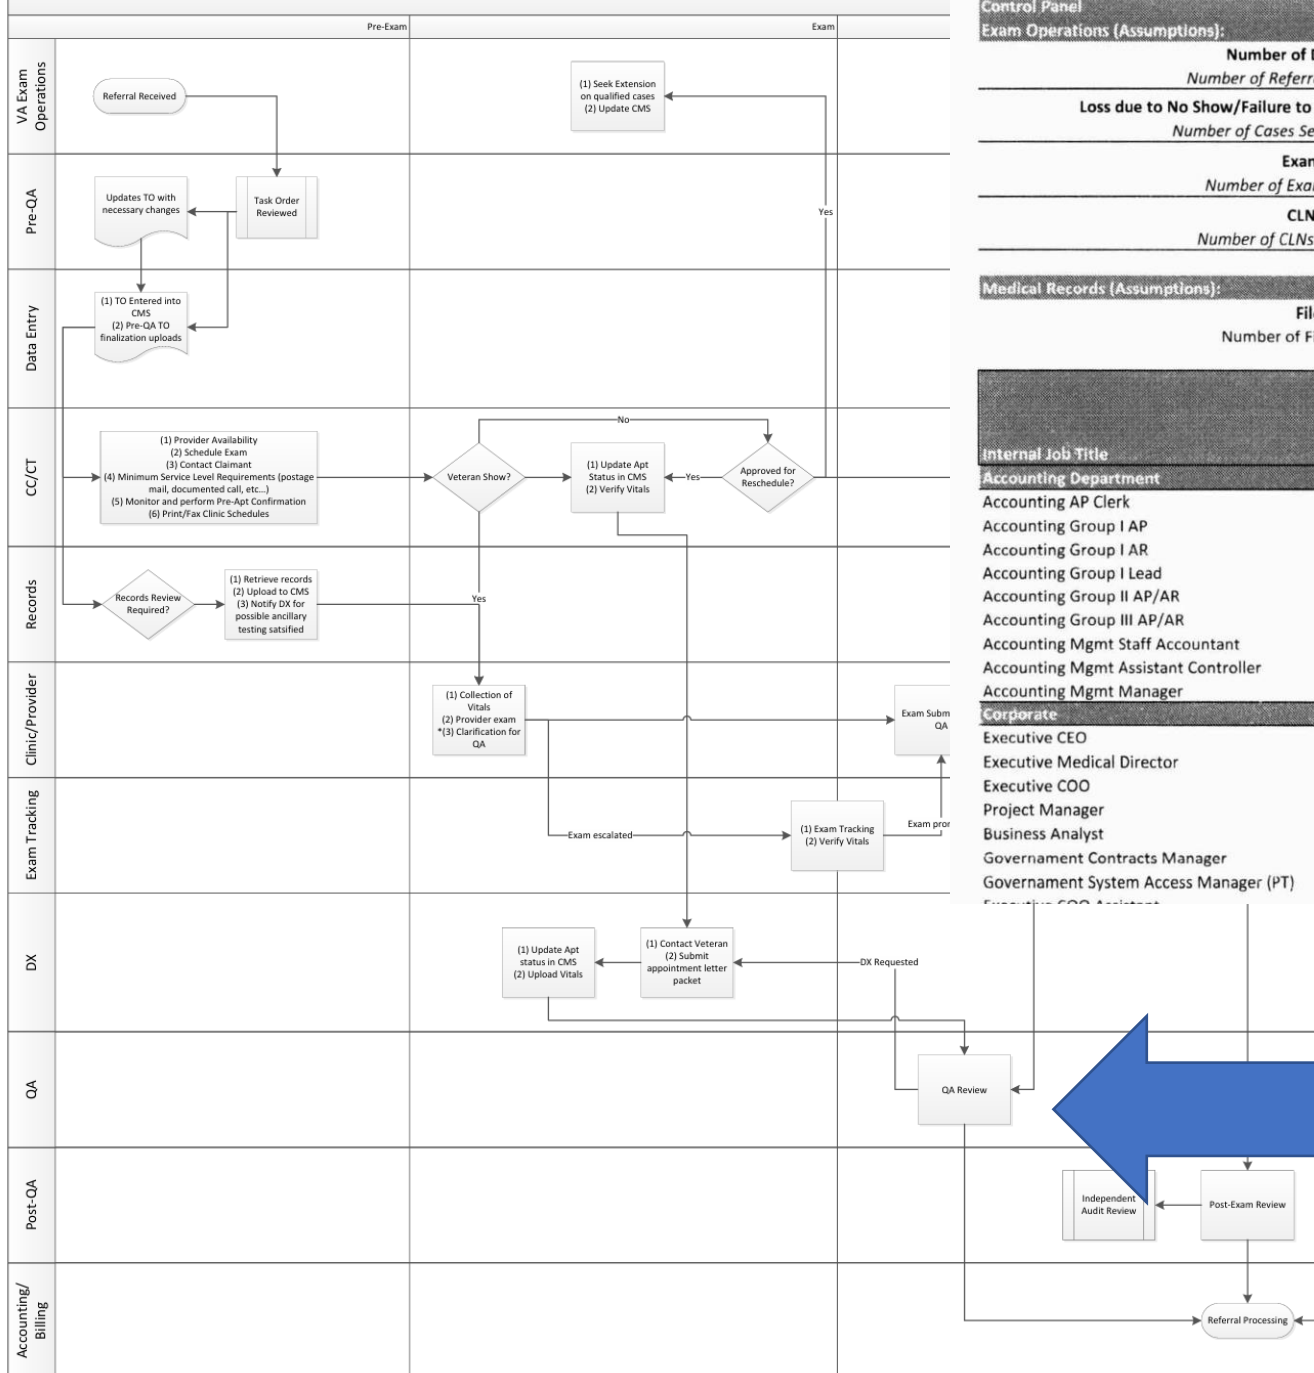 Pre-Exam
Exam
VA Exam
Operations
Referral Received
(1) Seek Extension
on qualified cases
(2) Update CMS
Pre-QA
Updates TO with
necessary changes
Task Order
Reviewed
Yes
Data Entry
(1) TO Entered into
CMS
(2) Pre-QA TO
finalization uploads
CC/CT
(1) Provider Availability
(2) Schedule Exam
(3) Contact Claimant
(4) Minimum Service Level Requirements (postage
mail, documented call, etc...)
(5) Monitor and perform Pre-Apt Confirmation
(6) Print/Fax Clinic Schedules
No
Veteran Show?
(1) Update Apt
Status in CMS
(2) Verify Vitals
Yes
Approved for
Reschedule?
Records
Records Review
Required?
(1) Retrieve records
(2) Upload to CMS
(3) Notify DX for
possible ancillary
testing satsified
Yes
Clinic/Provider
(1) Collection of
Vitals
(2) Provider exam
*(3) Clarification for
QA
Exam Subm
QA
Exam Tracking
Exam escalated
(1) Exam Tracking
(2) Verify Vitals
Exam pror
DX
(1) Update Apt
status in CMS
(2) Upload Vitals
(1) Contact Veteran
(2) Submit
appointment letter
packet
DX Requested
QA
QA Review
Post-QA
Independent
Audit Review
Post-Exam Review
Accounting/
Billing
Referral Processing
Control Panel
Exam Operations (Assumptions):
Number of
Number of Referr
Loss due to No Show/Failure to
Number of Cases Se
Exam
Number of Exa
CLN
Number of CLNs
Medical Records (Assumptions):
File
Number of Fi
Internal Job Title
Accounting Department
Accounting AP Clerk
Accounting Group I AP
Accounting Group I AR
Accounting Group I Lead
Accounting Group II AP/AR
Accounting Group III AP/AR
Accounting Mgmt Staff Accountant
Accounting Mgmt Assistant Controller
Accounting Mgmt Manager
Corporate
Executive CEO
Executive Medical Director
Executive COO
Project Manager
Business Analyst
Governament Contracts Manager
Governament System Access Manager (PT)
Executive COO Assistant